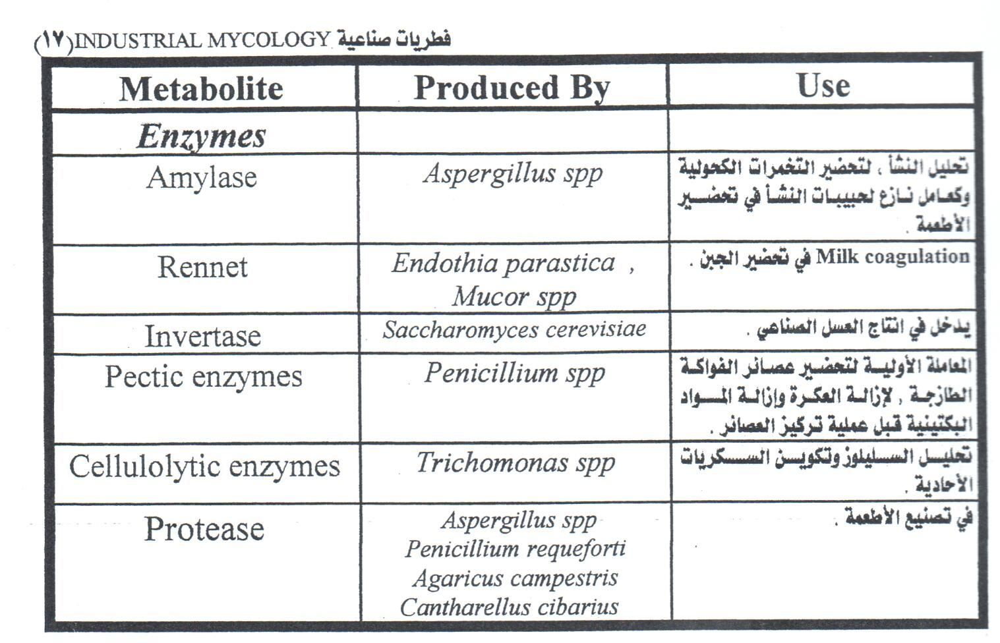 (١٧)INDUSTRIAL MYCOLOGY فطريات صناعية
Metabolite
Produced By
Use
Enzymes
Amylase
Aspergillus spp
تحليل النشأ ، لتحضير التخمرات الكحولية
وكعامل نازع لحبيبات النشأ في تحضير
الأطعمة .
Rennet
Endothia parastica ,
Mucor spp
Milk coagulation في تحضير الجبن .
Invertase
Saccharomyces cerevisiae
يدخل في انتاج العسل الصناعي .
Pectic enzymes
Penicillium spp
المعاملة الأولية لتحضير عصائر الفواكة
الطازجة , لإزالة العكرة وإزالة المواد
البكتينية قبل عملية تركيز العصائر .
Cellulolytic enzymes
Trichomonas spp
تحليل السليلوز وتكوين السكريات
الأحادية .
Protease
Aspergillus spp
Penicillium requeforti
Agaricus campestris
Cantharellus cibarius
في تصنيع الأطعمة .